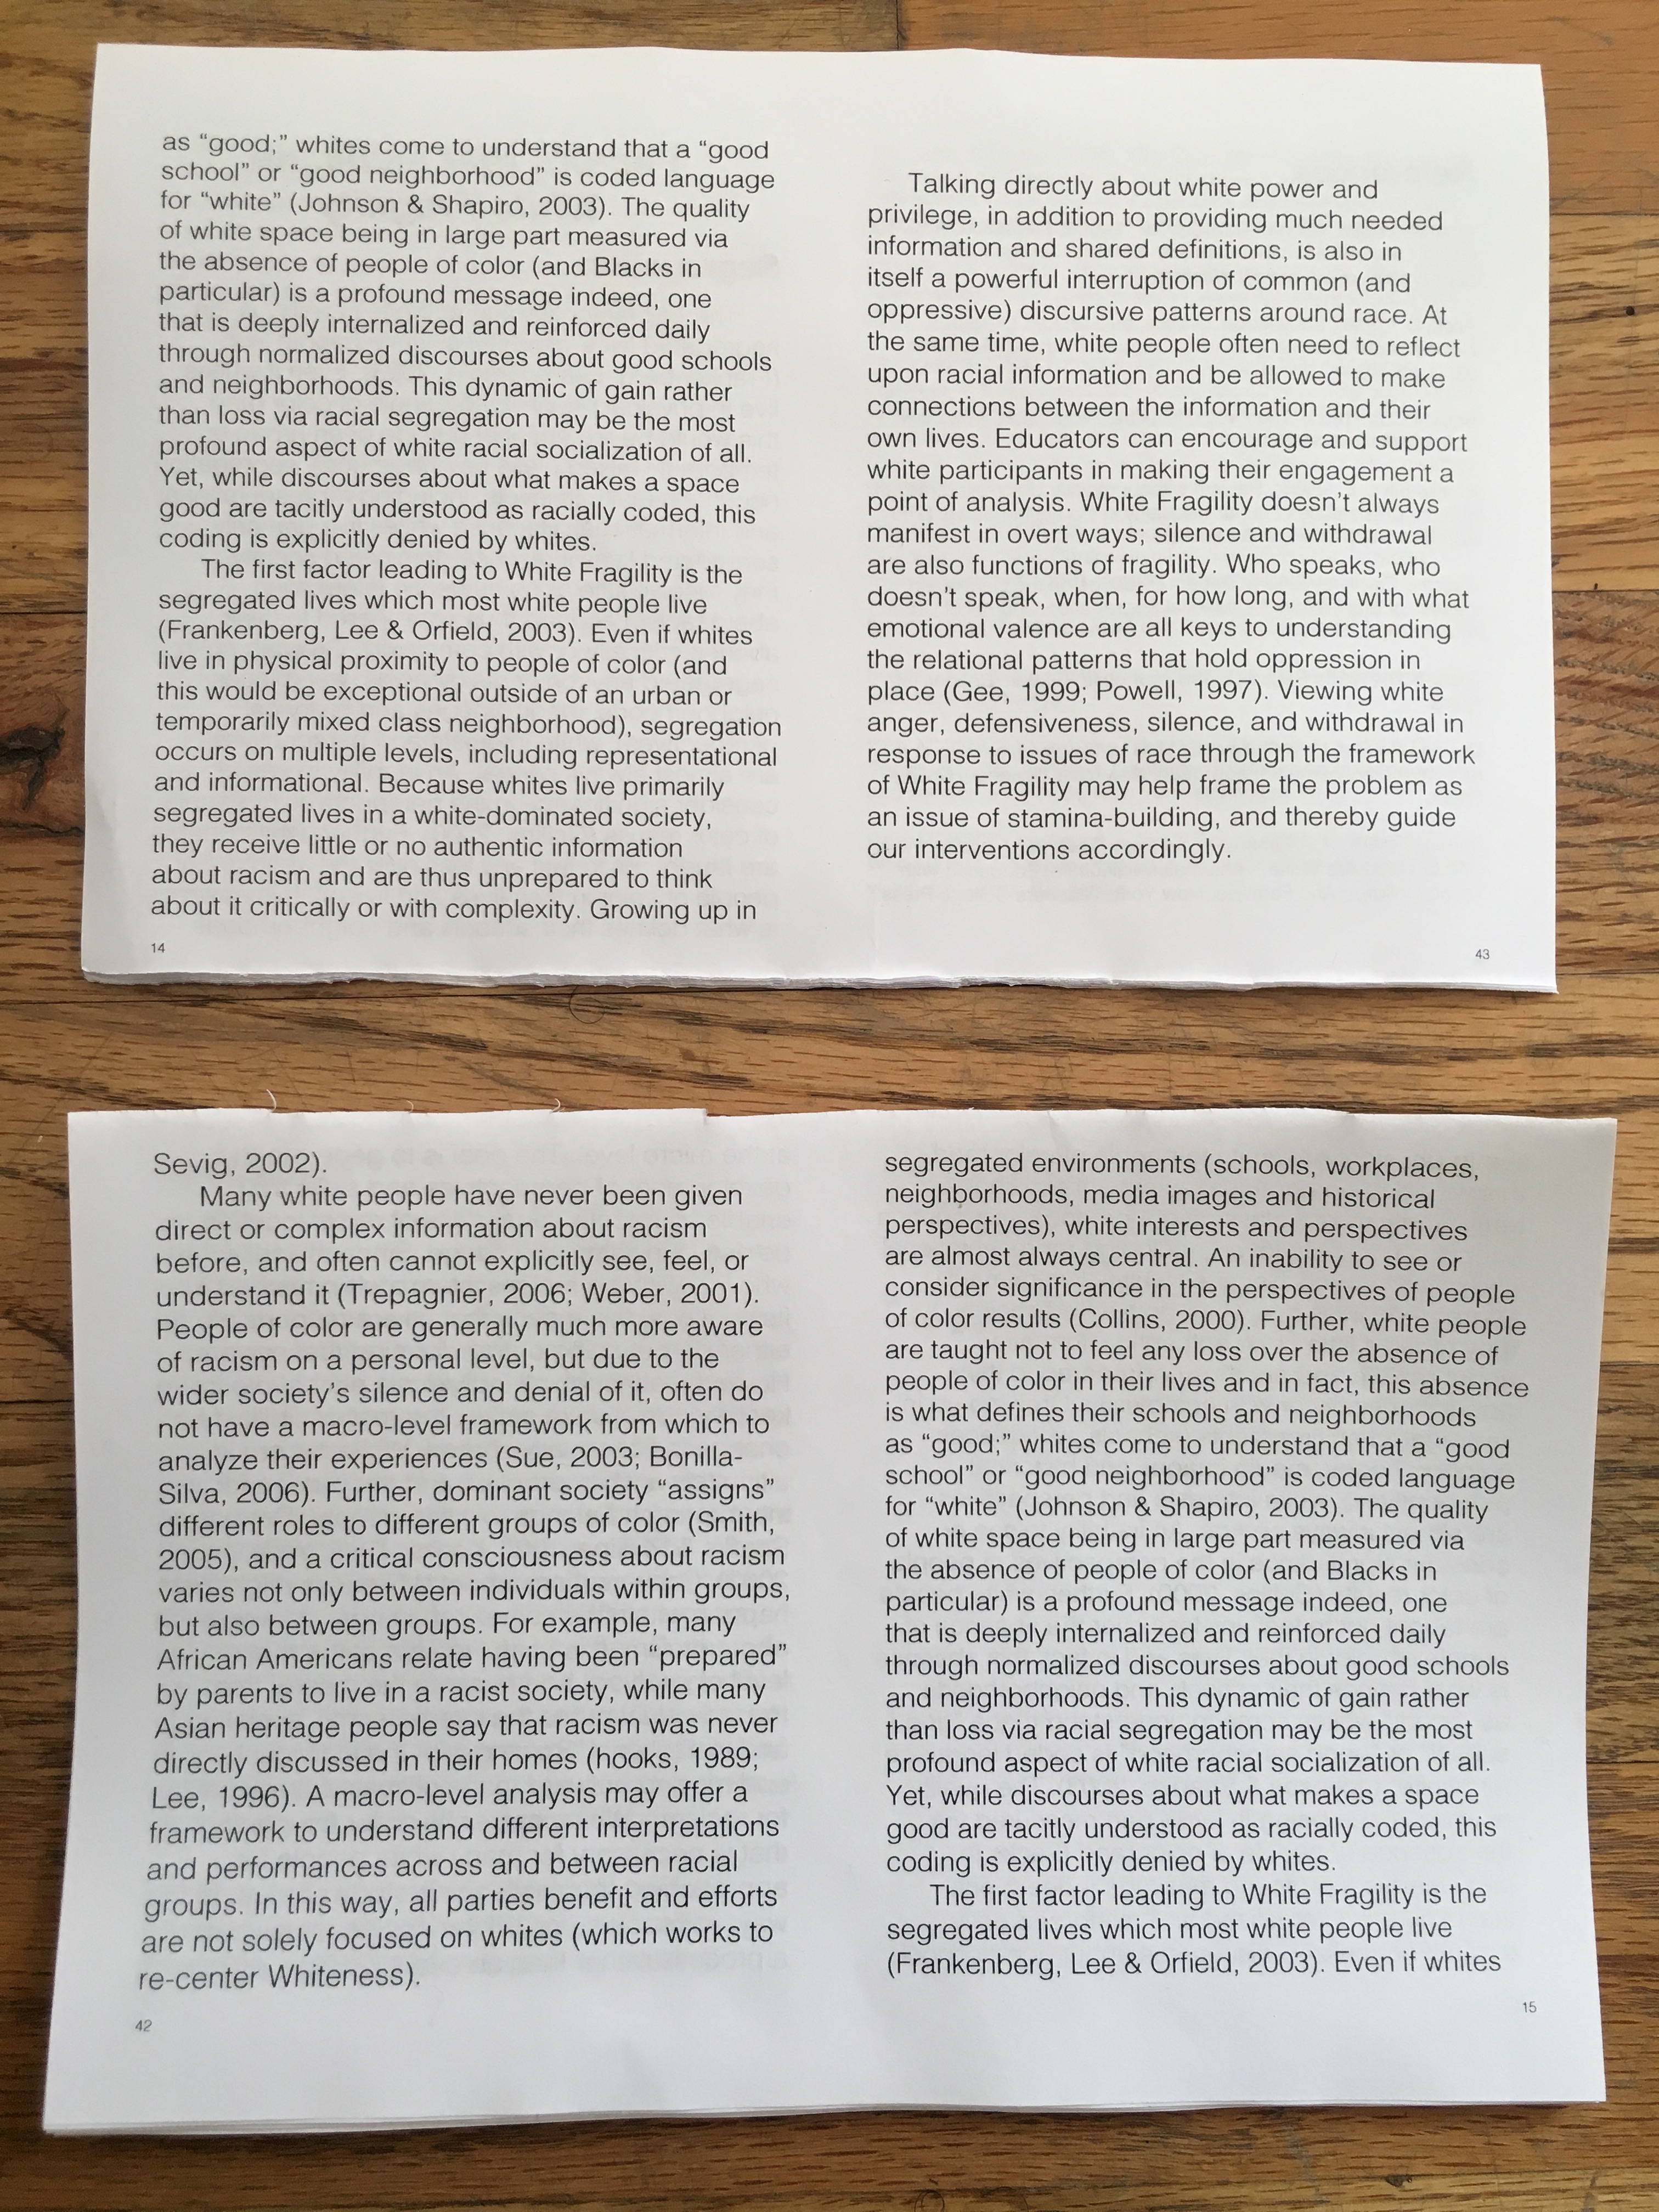 as “good;” whites come to understand that a “good
school” or “good neighborhood” is coded language
for “white” (Johnson & Shapiro, 2003). The quality
of white space being in large part measured via
the absence of people of color (and Blacks in
particular) is a profound message indeed, one
that is deeply internalized and reinforced daily
through normalized discourses about good schools
and neighborhoods. This dynamic of gain rather
than loss via racial segregation may be the most
profound aspect of white racial socialization of all.
Yet, while discourses about what makes a space
good are tacitly understood as racially coded, this
coding is explicitly denied by whites.
The first factor leading to White Fragility is the
segregated lives which most white people live
(Frankenberg, Lee & Orfield, 2003). Even if whites
live in physical proximity to people of color (and
this would be exceptional outside of an urban or
temporarily mixed class neighborhood), segregation
occurs on multiple levels, including representational
and informational. Because whites live primarily
segregated lives in a white-dominated society,
they receive little or no authentic information
about racism and are thus unprepared to think
about it critically or with complexity. Growing up in
14
Talking directly about white power and
privilege, in addition to providing much needed
information and shared definitions, is also in
itself a powerful interruption of common (and
oppressive) discursive patterns around race. At
the same time, white people often need to reflect
upon racial information and be allowed to make
connections between the information and their
own lives. Educators can encourage and support
white participants in making their engagement a
point of analysis. White Fragility doesn’t always
manifest in overt ways; silence and withdrawal
are also functions of fragility. Who speaks, who
doesn’t speak, when, for how long, and with what
emotional valence are all keys to understanding
the relational patterns that hold oppression in
place (Gee, 1999; Powell, 1997). Viewing white
anger, defensiveness, silence, and withdrawal in
response to issues of race through the framework
of White Fragility may help frame the problem as
an issue of stamina-building, and thereby guide
our interventions accordingly.
43
Sevig, 2002).
Many white people have never been given
direct or complex information about racism
before, and often cannot explicitly see, feel, or
understand it (Trepagnier, 2006; Weber, 2001).
People of color are generally much more aware
of racism on a personal level, but due to the
wider society’s silence and denial of it, often do
not have a macro-level framework from which to
analyze their experiences (Sue, 2003; Bonilla-
Silva, 2006). Further, dominant society “assigns”
different roles to different groups of color (Smith,
2005), and a critical consciousness about racism
varies not only between individuals within groups,
but also between groups. For example, many
African Americans relate having been “prepared”
by parents to live in a racist society, while many
Asian heritage people say that racism was never
directly discussed in their homes (hooks, 1989;
Lee, 1996). A macro-level analysis may offer a
framework to understand different interpretations
and performances across and between racial
groups. In this way, all parties benefit and efforts
are not solely focused on whites (which works to
re-center Whiteness).
42
segregated environments (schools, workplaces,
neighborhoods, media images and historical
perspectives), white interests and perspectives
are almost always central. An inability to see or
consider significance in the perspectives of people
of color results (Collins, 2000). Further, white people
are taught not to feel any loss over the absence of
people of color in their lives and in fact, this absence
is what defines their schools and neighborhoods
as “good;” whites come to understand that a “good
school” or “good neighborhood” is coded language
for “white” (Johnson & Shapiro, 2003). The quality
of white space being in large part measured via
the absence of people of color (and Blacks in
particular) is a profound message indeed, one
that is deeply internalized and reinforced daily
through normalized discourses about good schools
and neighborhoods. This dynamic of gain rather
than loss via racial segregation may be the most
profound aspect of white racial socialization of all.
Yet, while discourses about what makes a space
good are tacitly understood as racially coded, this
coding is explicitly denied by whites.
The first factor leading to White Fragility is the
segregated lives which most white people live
(Frankenberg, Lee & Orfield, 2003). Even if whites
15